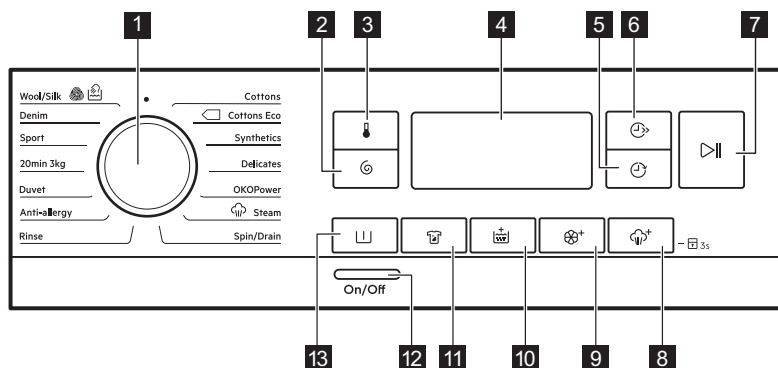 1
2
3
4
5
6
7
Wool/Silk
Denim
Sport
20min 3kg
Duvet
Anti-allergy
Rinse
Cottons
Cottons Eco
Synthetics
Delicates
OKOPower
Steam
Spin/Drain
3s
On/Off
13
12
11
10
9
8